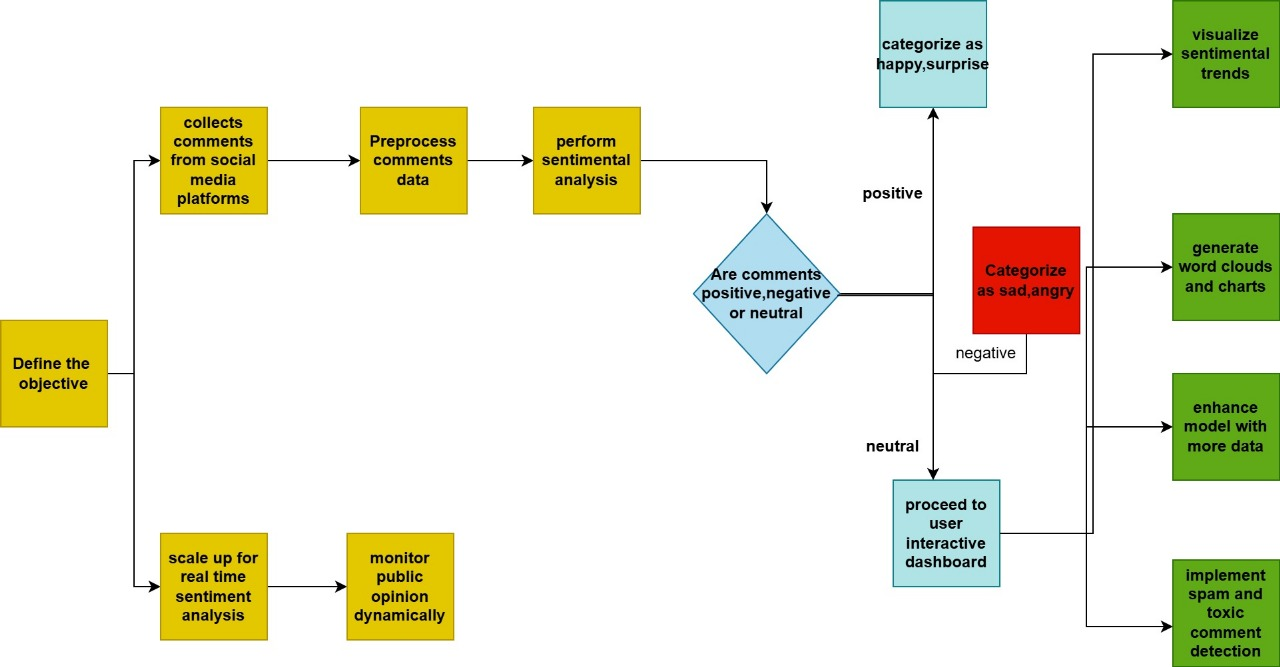 Define the
objective
collects
comments
from social
media
platforms
Preprocess
comments
data
perform
sentimental
analysis
scale up for
real time
sentiment
analysis
monitor
public
opinion
dynamically
Are comments
positive,negative
or neutral
positive
categorize as
happy,surprise
Categorize
as sad,angry
negative
neutral
proceed to
user
interactive
dashboard
visualize
sentimental
trends
generate
word clouds
and charts
enhance
model with
more data
implement
spam and
toxic
comment
detection